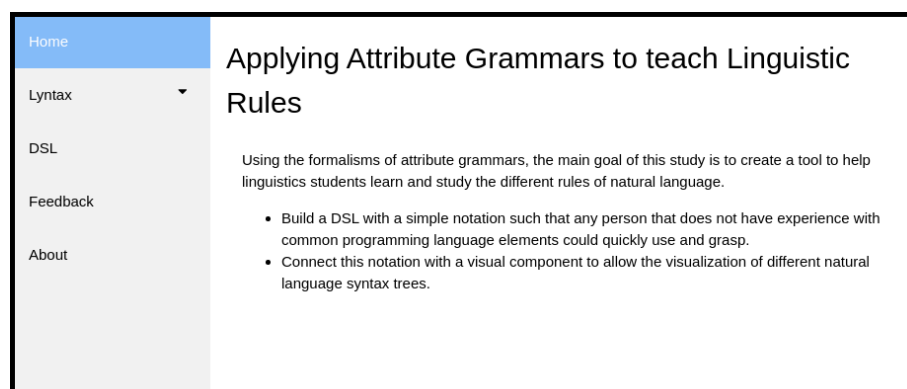 Home
Lyntax
DSL
Feedback
About
Applying Attribute Grammars to teach Linguistic
Rules
Using the formalisms of attribute grammars, the main goal of this study is to create a tool to help
linguistics students learn and study the different rules of natural language.
• Build a DSL with a simple notation such that any person that does not have experience with
common programming language elements could quickly use and grasp.
• Connect this notation with a visual component to allow the visualization of different natural
language syntax trees.